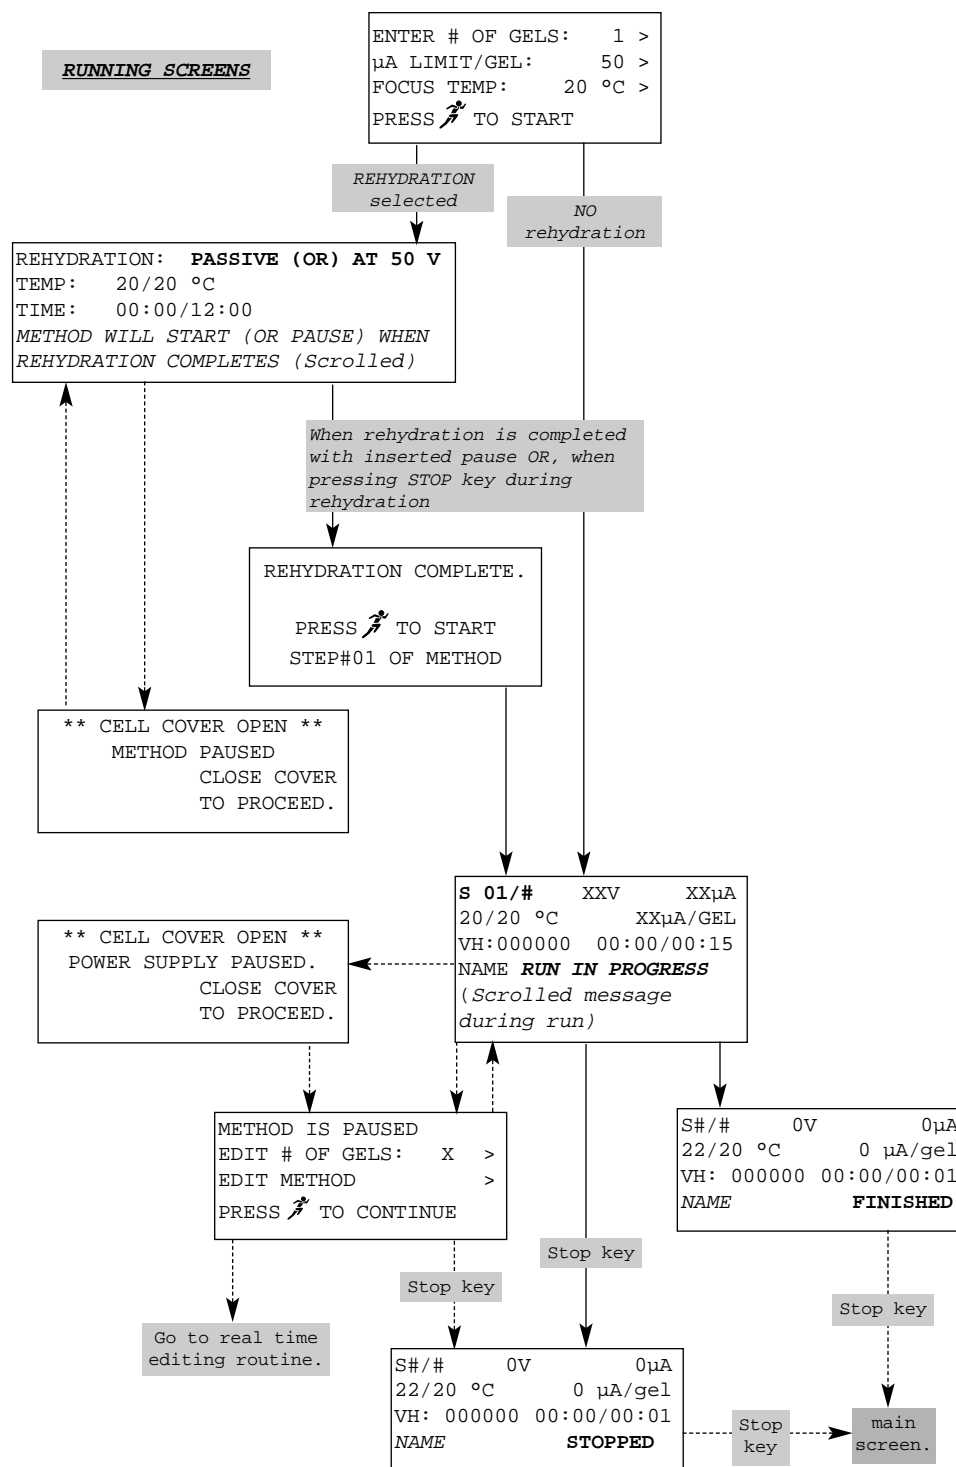 RUNNING SCREENS
ENTER # OF GELS: 1 >
µA LIMIT/GEL: 50 >
FOCUS TEMP: 20 °C >
PRESS TO START
REHYDRATION
selected
NO
rehydration
REHYDRATION: PASSIVE (OR) AT 50 V
TEMP: 20/20 °C
TIME: 00:00/12:00
METHOD WILL START (OR PAUSE) WHEN
REHYDRATION COMPLETES (Scrolled)
When rehydration is completed
with inserted pause OR, when
pressing STOP key during
rehydration
REHYDRATION COMPLETE.
PRESS TO START
STEP#01 OF METHOD
** CELL COVER OPEN **
METHOD PAUSED
CLOSE COVER
TO PROCEED.
S 01/# XXV XXµA
20/20 °C XXµA/GEL
VH:000000 00:00/00:15
NAME RUN IN PROGRESS
(Scrolled message
during run)
** CELL COVER OPEN **
POWER SUPPLY PAUSED.
CLOSE COVER
TO PROCEED.
METHOD IS PAUSED
EDIT # OF GELS: X >
EDIT METHOD >
PRESS TO CONTINUE
S#/# 0V 0µA
22/20 °C 0 µA/gel
VH: 000000 00:00/00:01
NAME FINISHED
Stop key
Stop key
Stop key
Go to real time
editing routine.
S#/# 0V 0µA
22/20 °C 0 µA/gel
VH: 000000 00:00/00:01
NAME STOPPED
Stop
key
main
screen.